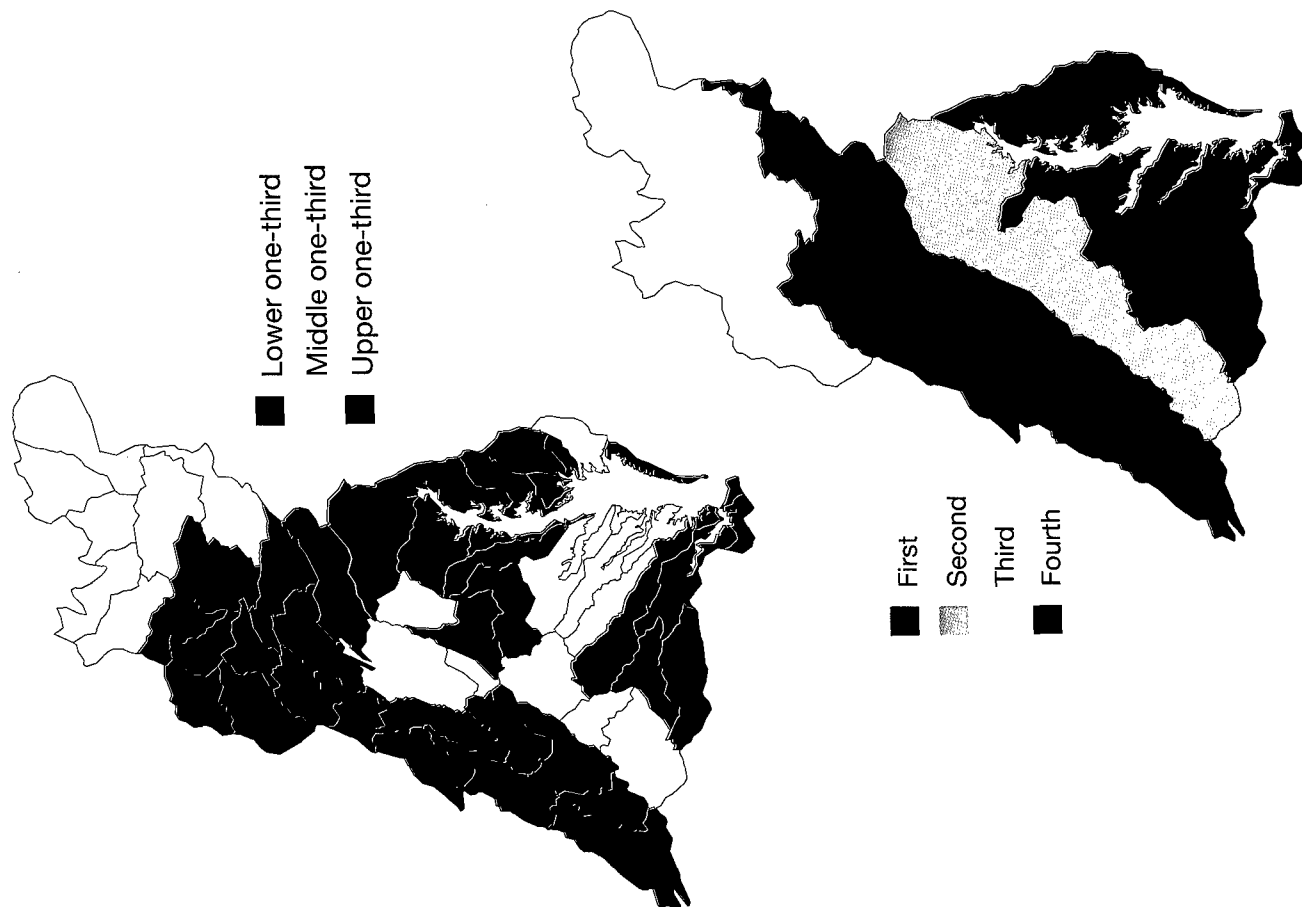 Lower one-third
Middle one-third
Upper one-third
First
Second
Third
Fourth